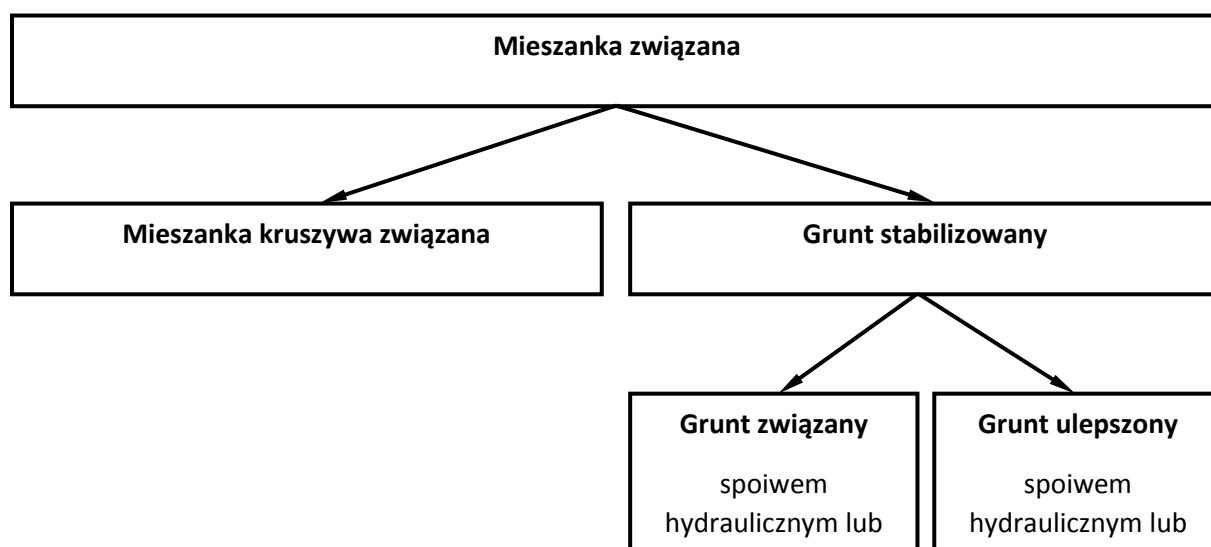 Mieszanka związana
Mieszanka kruszywa związana
Grunt stabilizowany
Grunt związany
spoiwem
hydraulicznym lub
Grunt ulepszony
spoiwem
hydraulicznym lub